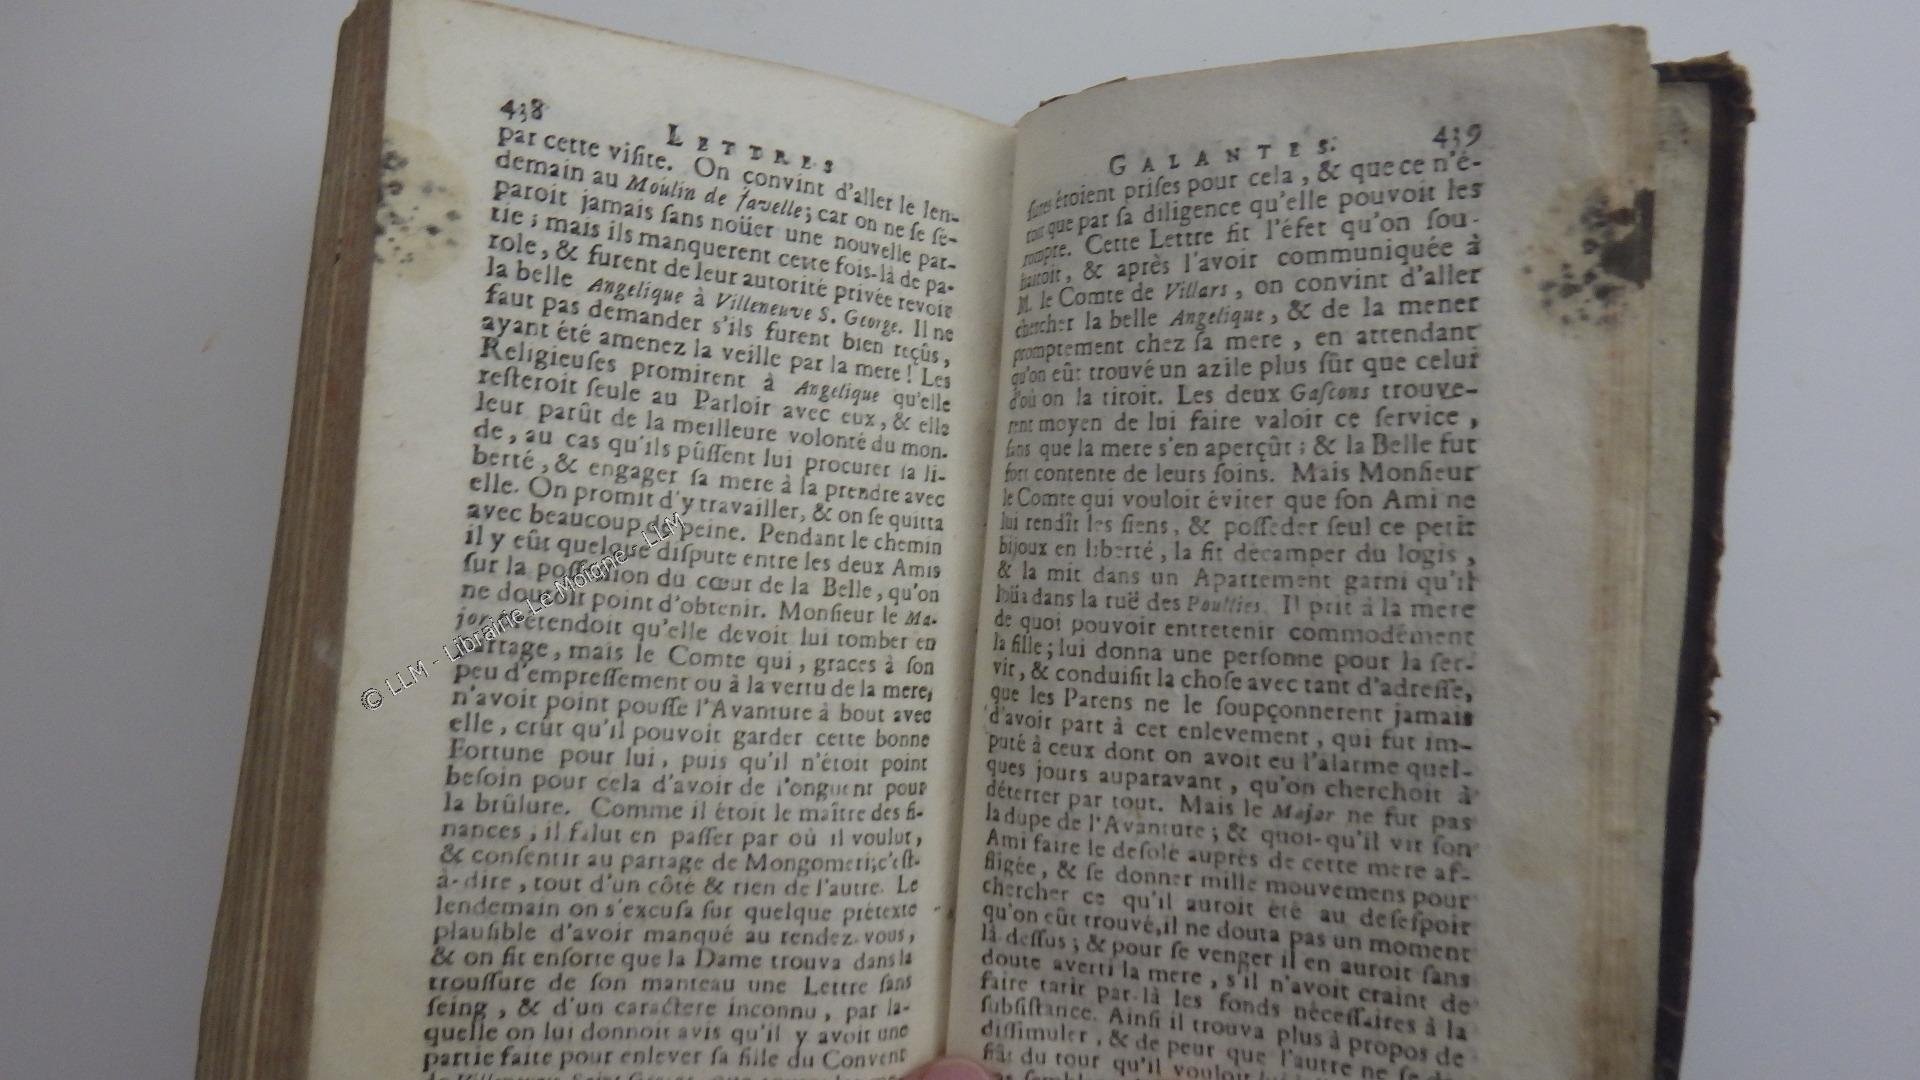 438 LETTRES
par cette viſite. On convint d'aller le len-
demain au Moulin de Javelle; car on ne ſe ſé-
paroit jamais ſans noüer une nouvelle par-
tie; mais ils manquerent cette fois-là de pa-
role, & furent de leur autorité privée revoir
la belle Angelique à Villeneuve S. George. Il ne
faut pas demander s'ils furent bien reçûs,
ayant été amenez la veille par la mere! Les
Religieuſes promirent à Angelique qu'elle
reſteroit ſeule au Parloir avec eux, & elle
leur parût de la meilleure volonté du mon-
de, au cas qu'ils pûſſent lui procurer ſa li-
berté, & engager ſa mere à la prendre avec
elle. On promit d'y travailler, & on ſe quitta
avec beaucoup de peine. Pendant le chemin
il y eût quelque diſpute entre les deux Amis
ſur la poſſeſſion du cœur de la Belle, qu'on
ne doutoit point d'obtenir. Monſieur le Ma-
jor prétendoit qu'elle devoit lui tomber en
partage, mais le Comte qui, graces à ſon
peu d'empreſſement ou à la vertu de la mere,
n'avoit point pouſſe l'Avanture à bout avec
elle, crût qu'il pouvoit garder cette bonne
Fortune pour lui, puis qu'il n'étoit point
beſoin pour cela d'avoir de l'onguent pour
la brûlure. Comme il étoit le maître des fi-
nances, il falut en paſſer par où il voulut,
& conſentir au partage de Mongomeri; c'eſt-
à-dire, tout d'un côté & rien de l'autre. Le
lendemain on s'excuſa ſur quelque prétexte
plauſible d'avoir manqué au rendez-vous,
& on fit enſorte que la Dame trouva dans la
trouſſure de ſon manteau une Lettre ſans
ſeing, & d'un caractere inconnu, par la-
quelle on lui donnoit avis qu'il y avoit une
partie faite pour enlever ſa fille du Convent
GALANTES. 439
ſures étoient priſes pour cela, & que ce n'é-
toit que par ſa diligence qu'elle pouvoit les
rompre. Cette Lettre fit l'éfet qu'on ſou-
haitoit, & après l'avoir communiquée à
M. le Comte de Villars, on convint d'aller
chercher la belle Angelique, & de la mener
promptement chez ſa mere, en attendant
qu'on eût trouvé un azile plus ſûr que celui
d'où on la tiroit. Les deux Gaſcons trouve-
rent moyen de lui faire valoir ce ſervice,
ſans que la mere s'en aperçût; & la Belle fut
fort contente de leurs ſoins. Mais Monſieur
le Comte qui vouloit éviter que ſon Ami ne
lui rendît les ſiens, & poſſeder ſeul ce petit
bijoux en liberté, la fit décamper du logis,
& la mit dans un Apartement garni qu'il
loüa dans la ruë des Poulties. Il prit à la mere
de quoi pouvoir entretenir commodément
la fille; lui donna une perſonne pour la ſer-
vir, & conduiſit la choſe avec tant d'adreſſe,
que les Parens ne le ſoupçonnerent jamais
d'avoir part à cet enlevement, qui fut im-
puté à ceux dont on avoit eu l'alarme quel-
ques jours auparavant, qu'on cherchoit à
déterrer par tout. Mais le Major ne fut pas
la dupe de l'Avanture; & quoi-qu'il vit ſon
Ami faire le deſolé auprès de cette mere af-
fligée, & ſe donner mille mouvemens pour
chercher ce qu'il auroit été au deſeſpoir
qu'on eût trouvé, il ne douta pas un moment
là-deſſus; & pour ſe venger il en auroit ſans
doute averti la mere, s'il n'avoit craint de
faire tarir par-là les fonds néceſſaires à la
ſubſiſtance. Ainſi il trouva plus à propos de
diſſimuler, & de peur que l'autre ne ſe
fiât du tour qu'il vouloit
© LLM - Librairie Le Moigne - LLM